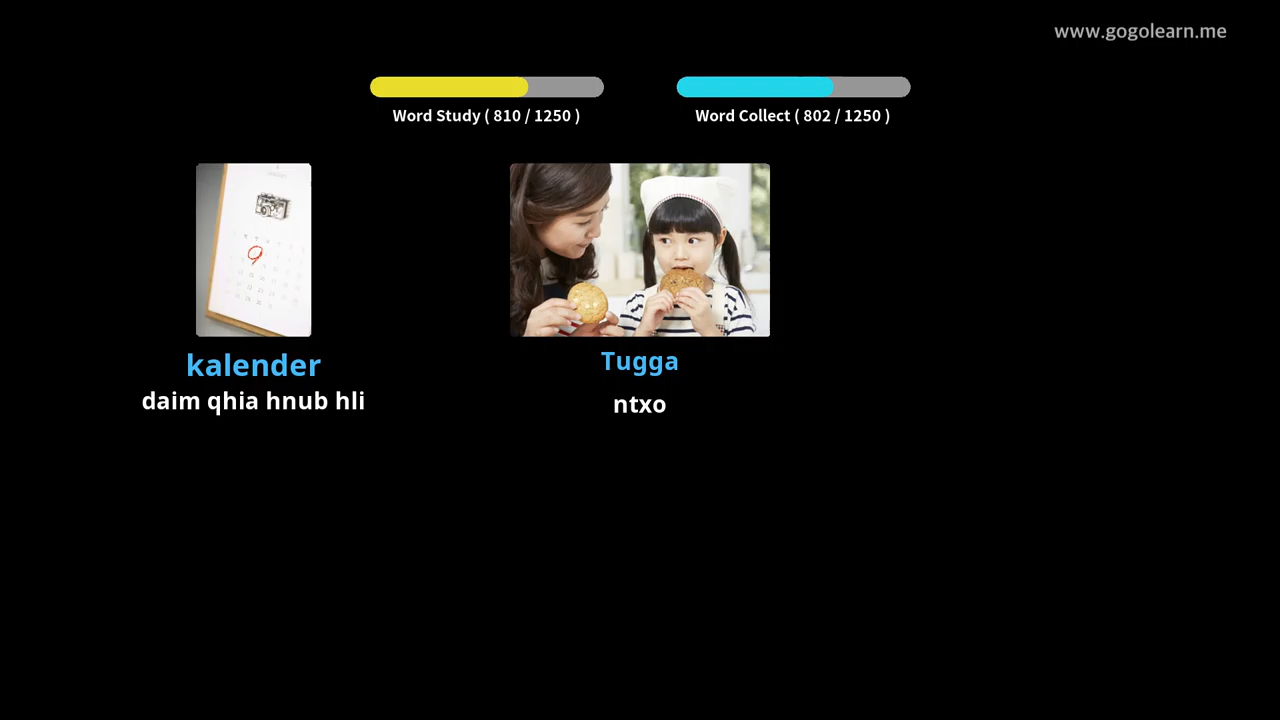 www.gogolearn.me
Word Study ( 810 / 1250 )
Word Collect ( 802 / 1250 )
kalender
daim qhia hnub hli
Tugga
ntxo